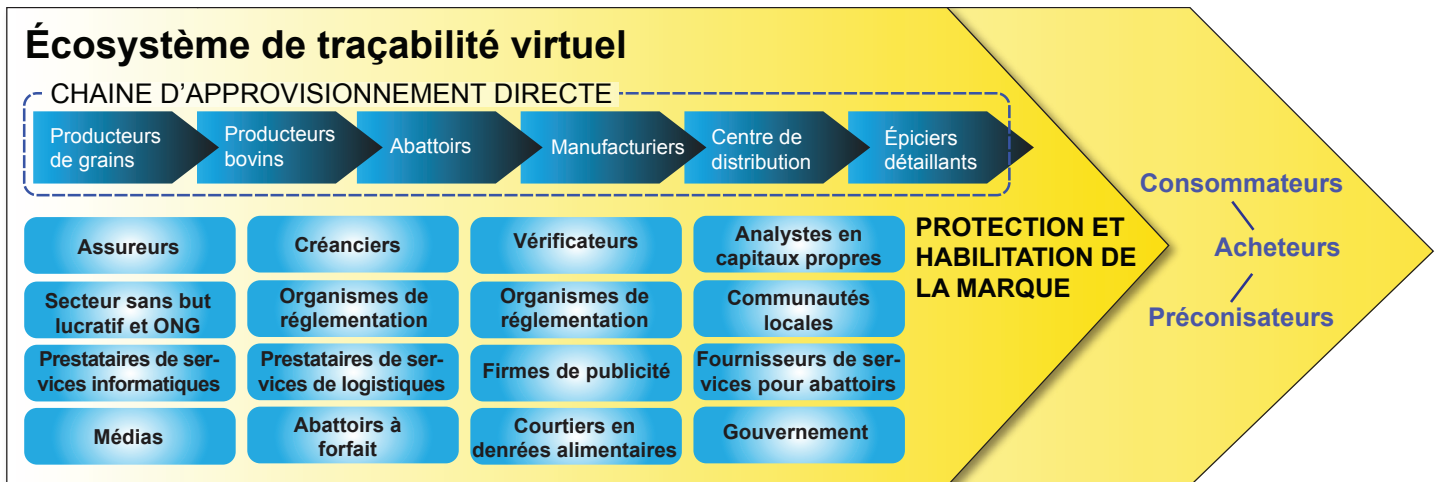 Écosystème de traçabilité virtuel
CHAINE D'APPROVISIONNEMENT DIRECTE
Producteurs
de grains
Producteurs
bovins
Abattoirs
Manufacturiers
Centre de
distribution
Épiciers
détaillants
Assureurs
Créanciers
Vérificateurs
Analystes en
capitaux propres
Secteur sans but
lucratif et ONG
Organismes de
réglementation
Organismes de
réglementation
Communautés
locales
Prestataires de ser-
vices informatiques
Prestataires de ser-
vices de logistiques
Firmes de publicité
Fournisseurs de ser-
vices pour abattoirs
Médias
Abattoirs à
forfait
Courtiers en
denrées alimentaires
Gouvernement
PROTECTION ET
HABILITATION DE
LA MARQUE
Consommateurs
Acheteurs
Préconisateurs